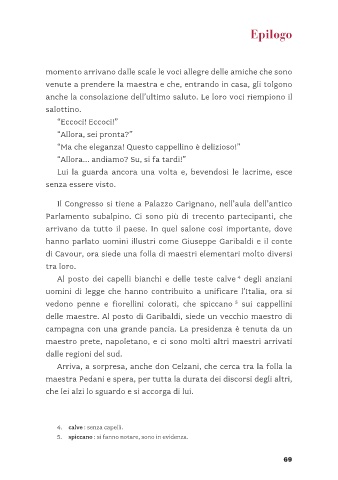 Epilogo
momento arrivano dalle scale le voci allegre delle amiche che sono
venute a prendere la maestra e che, entrando in casa, gli tolgono
anche la consolazione dell'ultimo saluto. Le loro voci riempiono il
salottino.
"Eccoci! Eccoci!"
"Allora, sei pronta?"
"Ma che eleganza! Questo cappellino è delizioso!"
"Allora... andiamo? Su, si fa tardi!"
Lui la guarda ancora una volta e, bevendosi le lacrime, esce
senza essere visto.
Il Congresso si tiene a Palazzo Carignano, nell'aula dell'antico
Parlamento subalpino. Ci sono più di trecento partecipanti, che
arrivano da tutto il paese. In quel salone così importante, dove
hanno parlato uomini illustri come Giuseppe Garibaldi e il conte
di Cavour, ora siede una folla di maestri elementari molto diversi
tra loro.
Al posto dei capelli bianchi e delle teste calve 4 degli anziani
uomini di legge che hanno contribuito a unificare l'Italia, ora si
vedono penne e fiorellini colorati, che spiccano 5 sui cappellini
delle maestre. Al posto di Garibaldi, siede un vecchio maestro di
campagna con una grande pancia. La presidenza è tenuta da un
maestro prete, napoletano, e ci sono molti altri maestri arrivati
dalle regioni del sud.
Arriva, a sorpresa, anche don Celzani, che cerca tra la folla la
maestra Pedani e spera, per tutta la durata dei discorsi degli altri,
che lei alzi lo sguardo e si accorga di lui.
4. calve : senza capelli.
5. spiccano : si fanno notare, sono in evidenza.
69